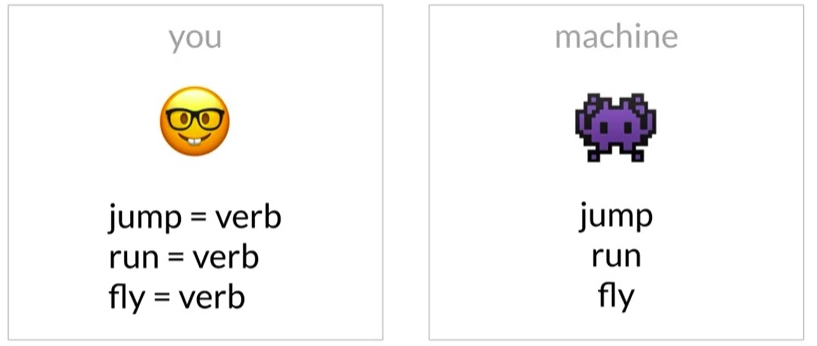 you
jump = verb
run = verb
fly = verb
machine
jump
run
fly